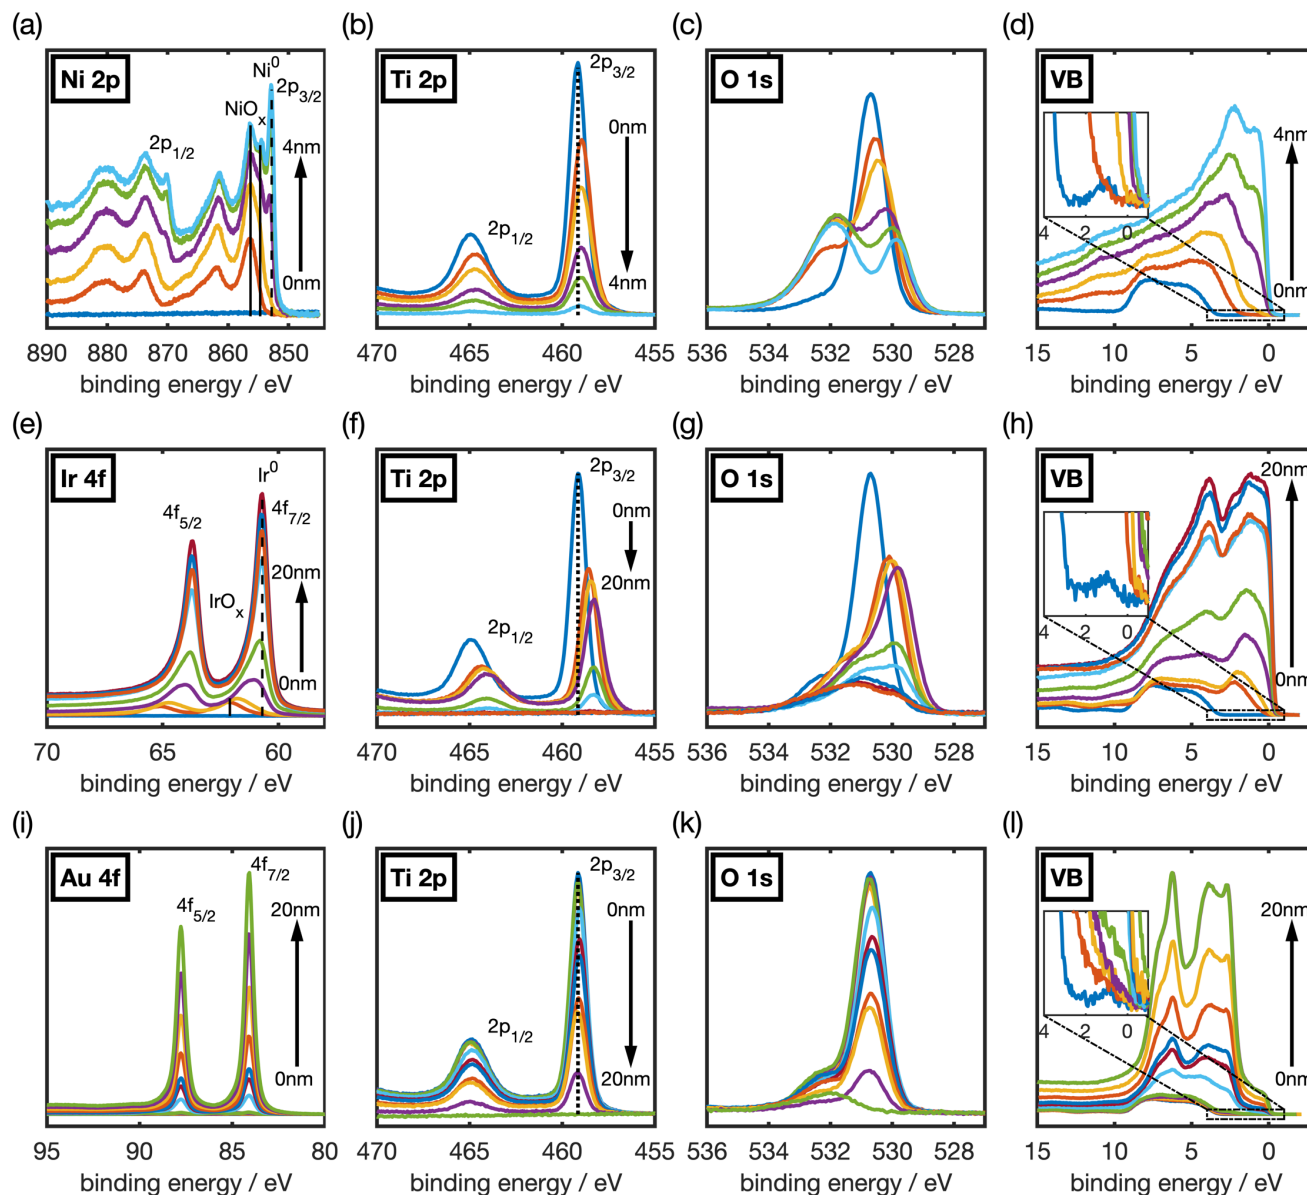 (a)
Ni 2p
Ni⁰
2p₃/₂
NiOₓ
2p₁/₂
4nm
0nm
890 880 870 860 850
binding energy / eV
(b)
Ti 2p
2p₃/₂
0nm
2p₁/₂
4nm
470 465 460 455
binding energy / eV
(c)
O 1s
536 534 532 530 528
binding energy / eV
(d)
VB
4nm
4 2 0
0nm
15 10 5 0
binding energy / eV
(e)
Ir 4f
Ir⁰
4f₇/₂
4f₅/₂
20nm
IrOₓ
0nm
70 65 60
binding energy / eV
(f)
Ti 2p
2p₃/₂
0nm
20nm
2p₁/₂
470 465 460 455
binding energy / eV
(g)
O 1s
536 534 532 530 528
binding energy / eV
(h)
VB
20nm
4 2 0
0nm
15 10 5 0
binding energy / eV
(i)
Au 4f
4f₇/₂
4f₅/₂
20nm
0nm
95 90 85 80
binding energy / eV
(j)
Ti 2p
2p₃/₂
0nm
2p₁/₂
20nm
470 465 460 455
binding energy / eV
(k)
O 1s
536 534 532 530 528
binding energy / eV
(l)
VB
20nm
4 2 0
0nm
15 10 5 0
binding energy / eV